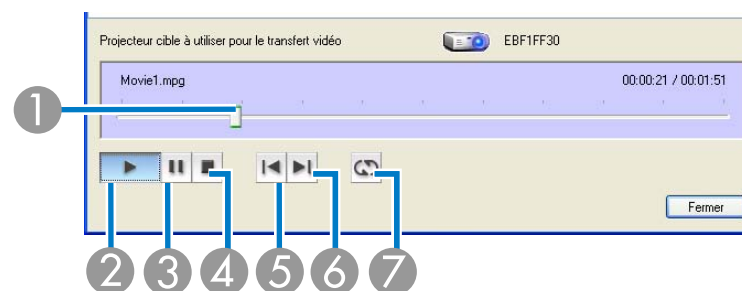 Projecteur cible à utiliser pour le transfert vidéo EBF1FF30
Movie1.mpg 00:00:21 / 00:01:51
1
Fermer
2 3 4 5 6 7